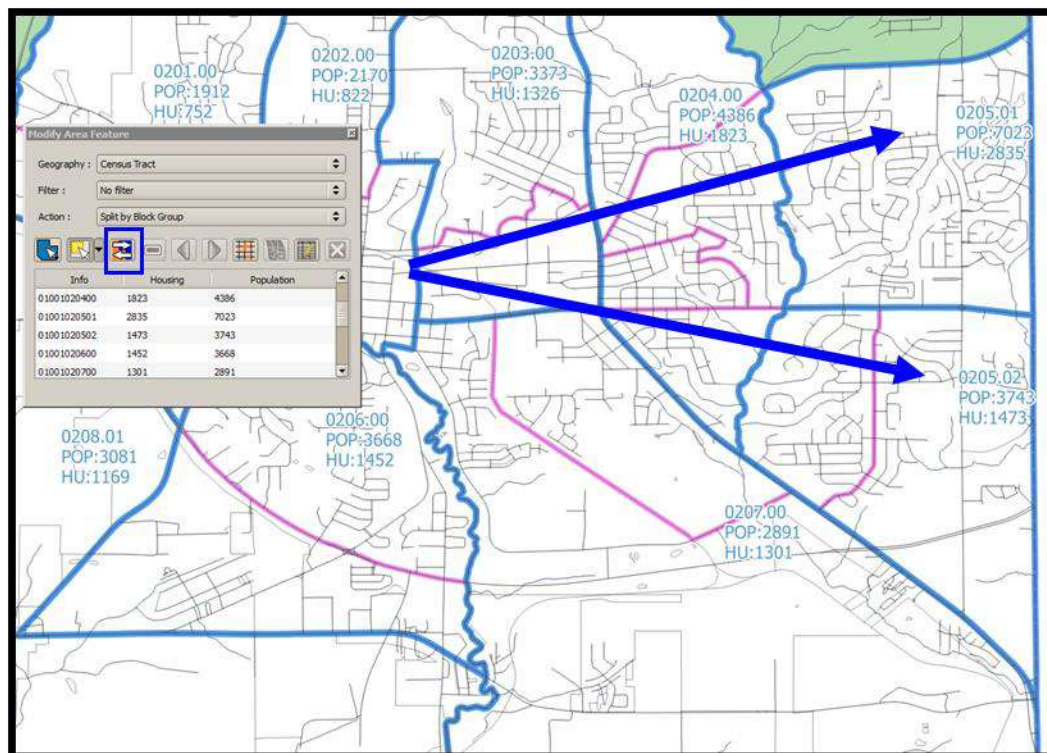 0201.00
POP:1912
HU:752
0202.00
POP:2170
HU:822
0203.00
POP:3373
HU:1326
0204.00
POP:4386
HU:1823
0205.01
POP:7023
HU:2835
Modify Area Feature
Geography : Census Tract
Filter : No filter
Action : Split by Block Group
Info Housing Population
01001020400 1823 4386
01001020501 2835 7023
01001020502 1473 3743
01001020600 1452 3668
01001020700 1301 2891
0205.02
POP:3743
HU:1473
0206.00
POP:3668
HU:1452
0208.01
POP:3081
HU:1169
0207.00
POP:2891
HU:1301